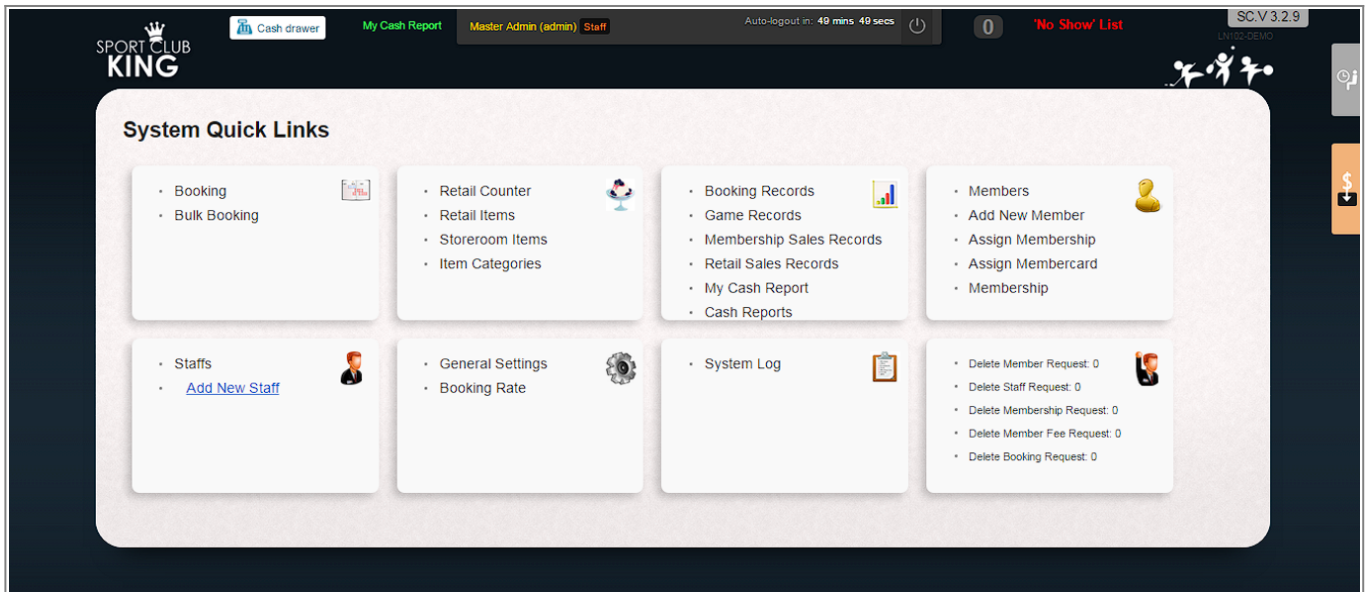 SPORT CLUB
KING
Cash drawer
My Cash Report
Master Admin (admin) Staff
Auto-logout in: 49 mins 49 secs
0
'No Show' List
SC.V 3.2.9
LN102-DEMO
System Quick Links
Booking
Bulk Booking
Retail Counter
Retail Items
Storeroom Items
Item Categories
Booking Records
Game Records
Membership Sales Records
Retail Sales Records
My Cash Report
Cash Reports
Members
Add New Member
Assign Membership
Assign Membercard
Membership
Staffs
Add New Staff
General Settings
Booking Rate
System Log
Delete Member Request: 0
Delete Staff Request: 0
Delete Membership Request: 0
Delete Member Fee Request: 0
Delete Booking Request: 0
$